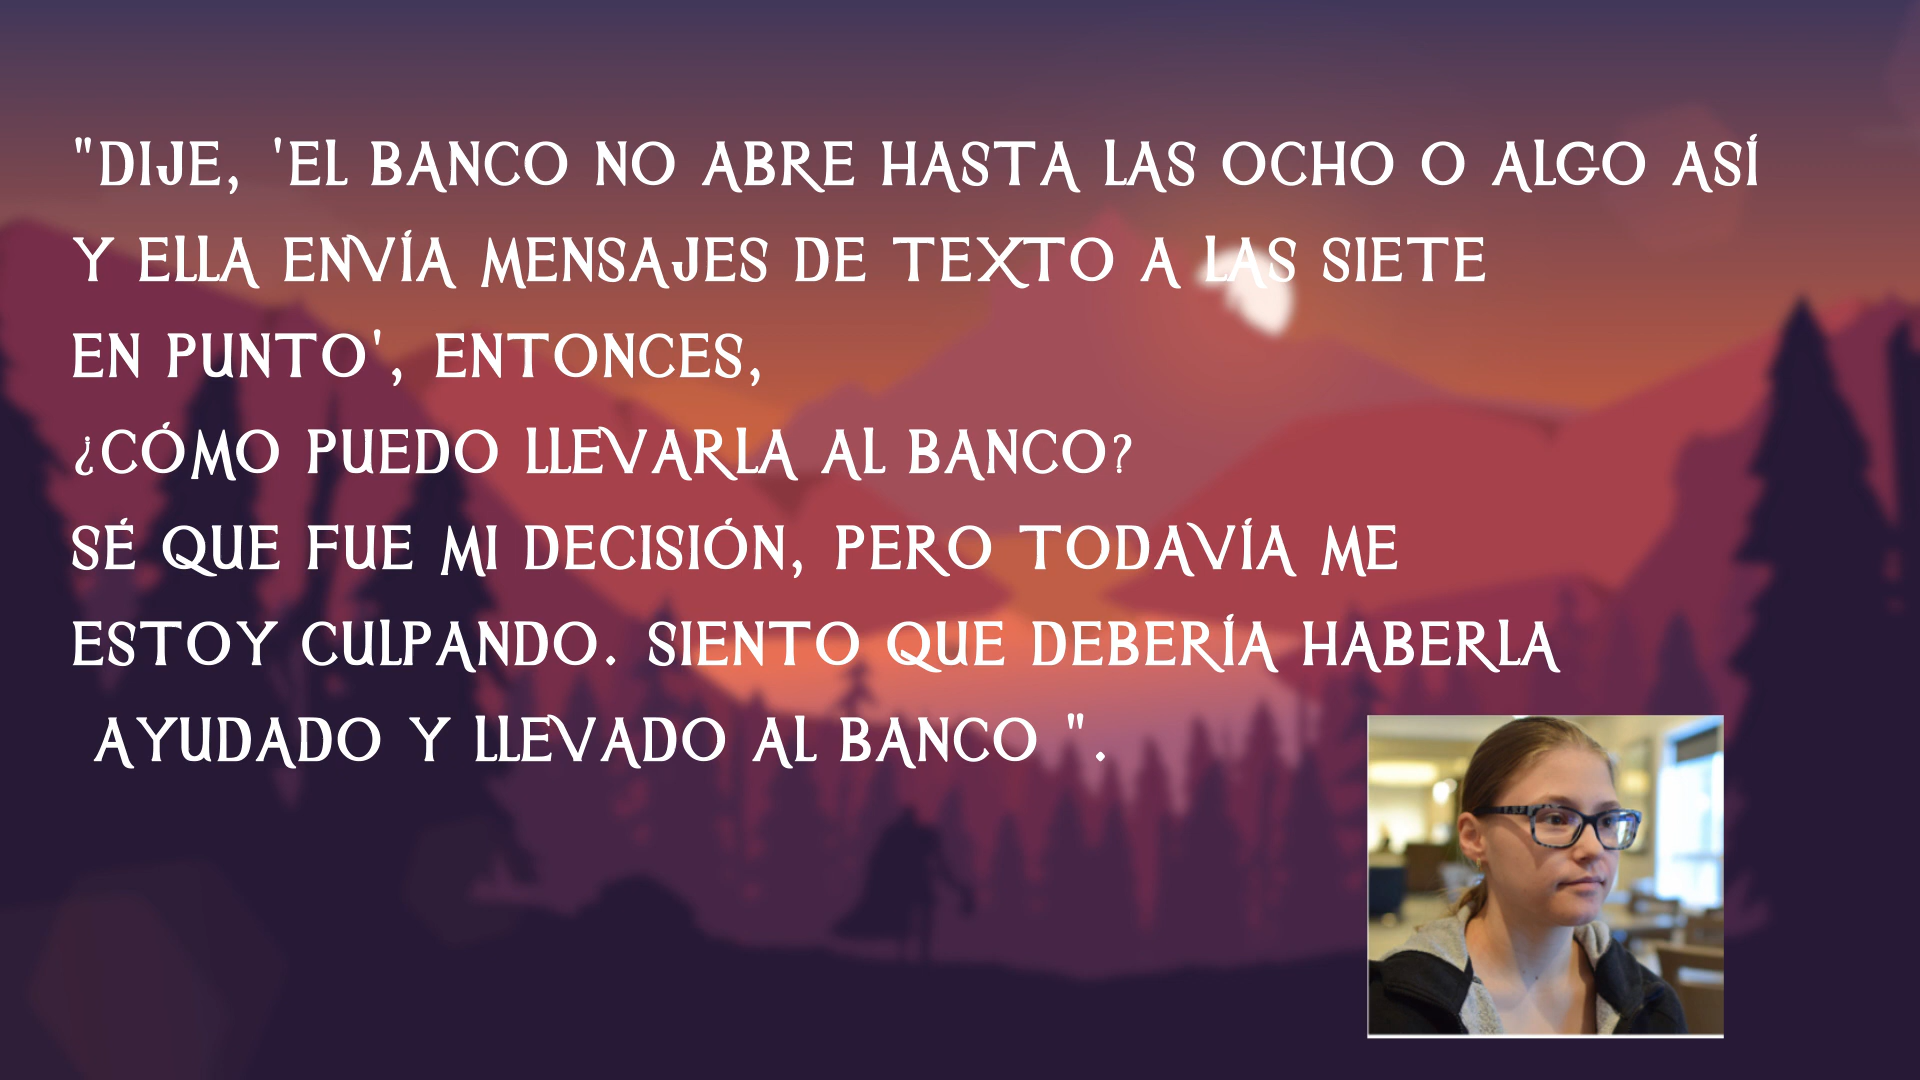 "DIJE, 'EL BANCO NO ABRE HASTA LAS OCHO O ALGO ASÍ
Y ELLA ENVÍA MENSAJES DE TEXTO A LAS SIETE
EN PUNTO', ENTONCES,
¿CÓMO PUEDO LLEVARLA AL BANCO?
SÉ QUE FUE MI DECISIÓN, PERO TODAVÍA ME
ESTOY CULPANDO. SIENTO QUE DEBERÍA HABERLA
AYUDADO Y LLEVADO AL BANCO ".